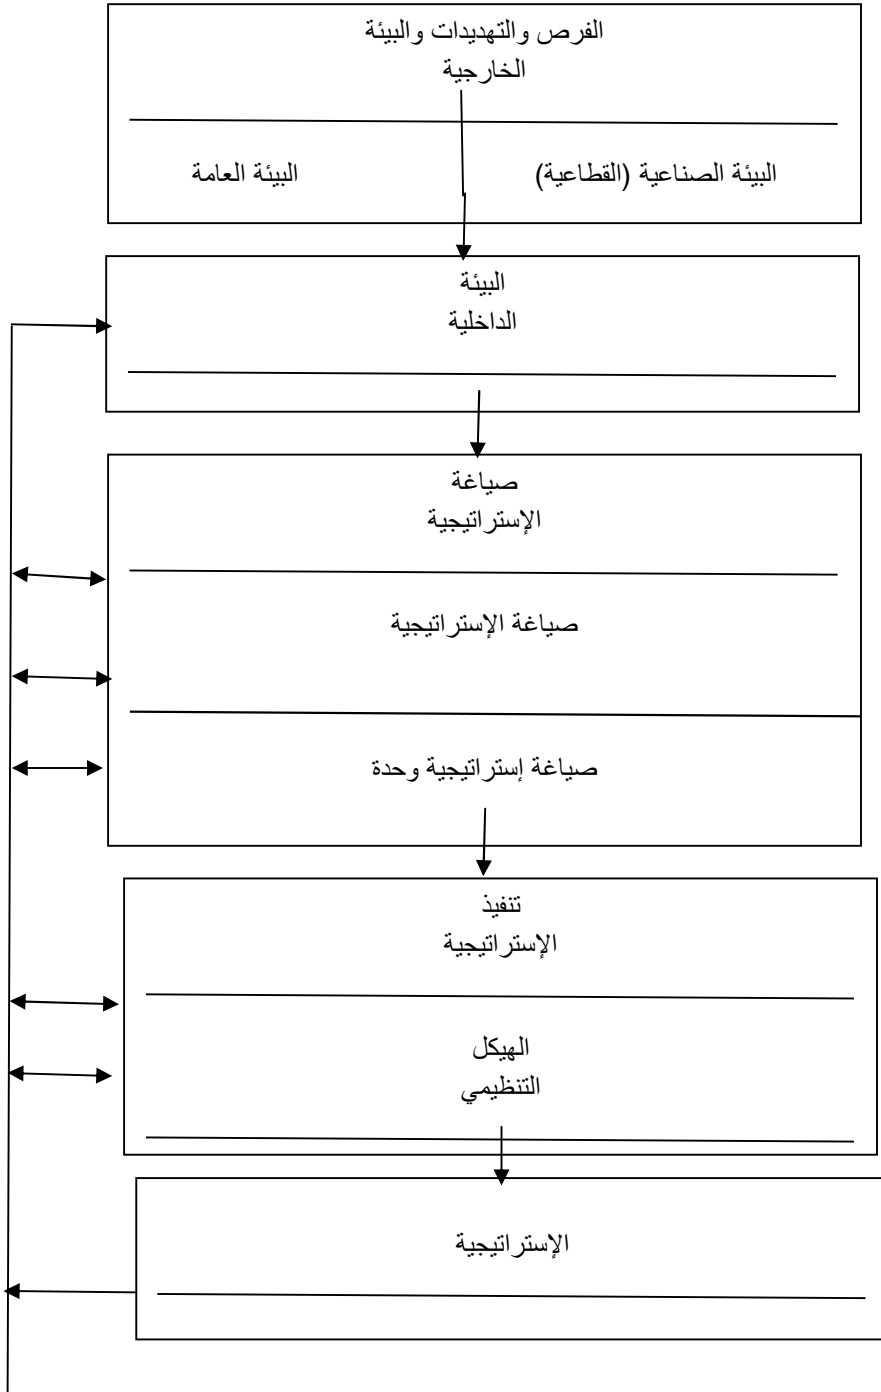 الفرص والتهديدات والبيئة
الخارجية
البيئة الصناعية (القطاعية)
البيئة العامة
البيئة
الداخلية
صياغة
الإستراتيجية
صياغة الإستراتيجية
صياغة إستراتيجية وحدة
تنفيذ
الإستراتيجية
الهيكل
التنظيمي
الإستراتيجية